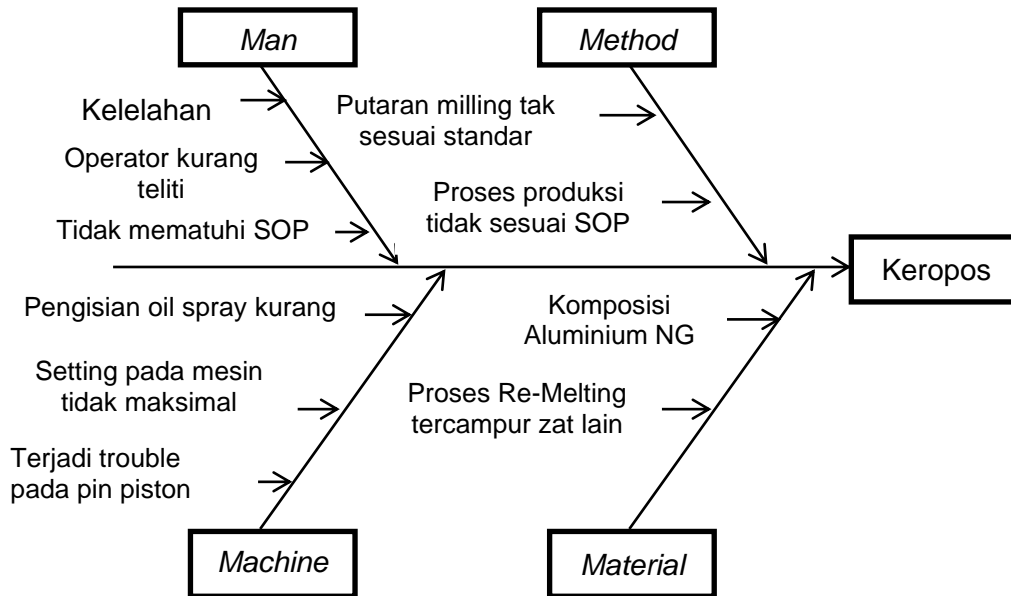 Man
Method
Kelelahan
Operator kurang
teliti
Tidak mematuhi SOP
Putaran milling tak
sesuai standar
Proses produksi
tidak sesuai SOP
Keropos
Pengisian oil spray kurang
Setting pada mesin
tidak maksimal
Terjadi trouble
pada pin piston
Komposisi
Aluminium NG
Proses Re-Melting
tercampur zat lain
Machine
Material